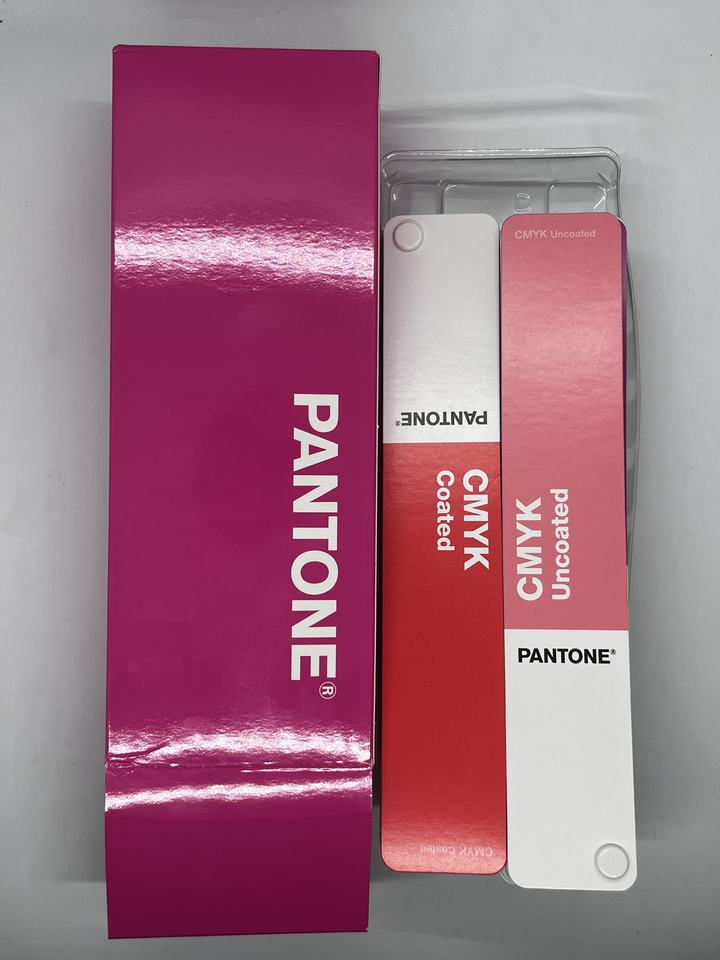 PANTONE®
PANTONE®
CMYK
Coated
CMYK Coated
CMYK Uncoated
CMYK
Uncoated
PANTONE®